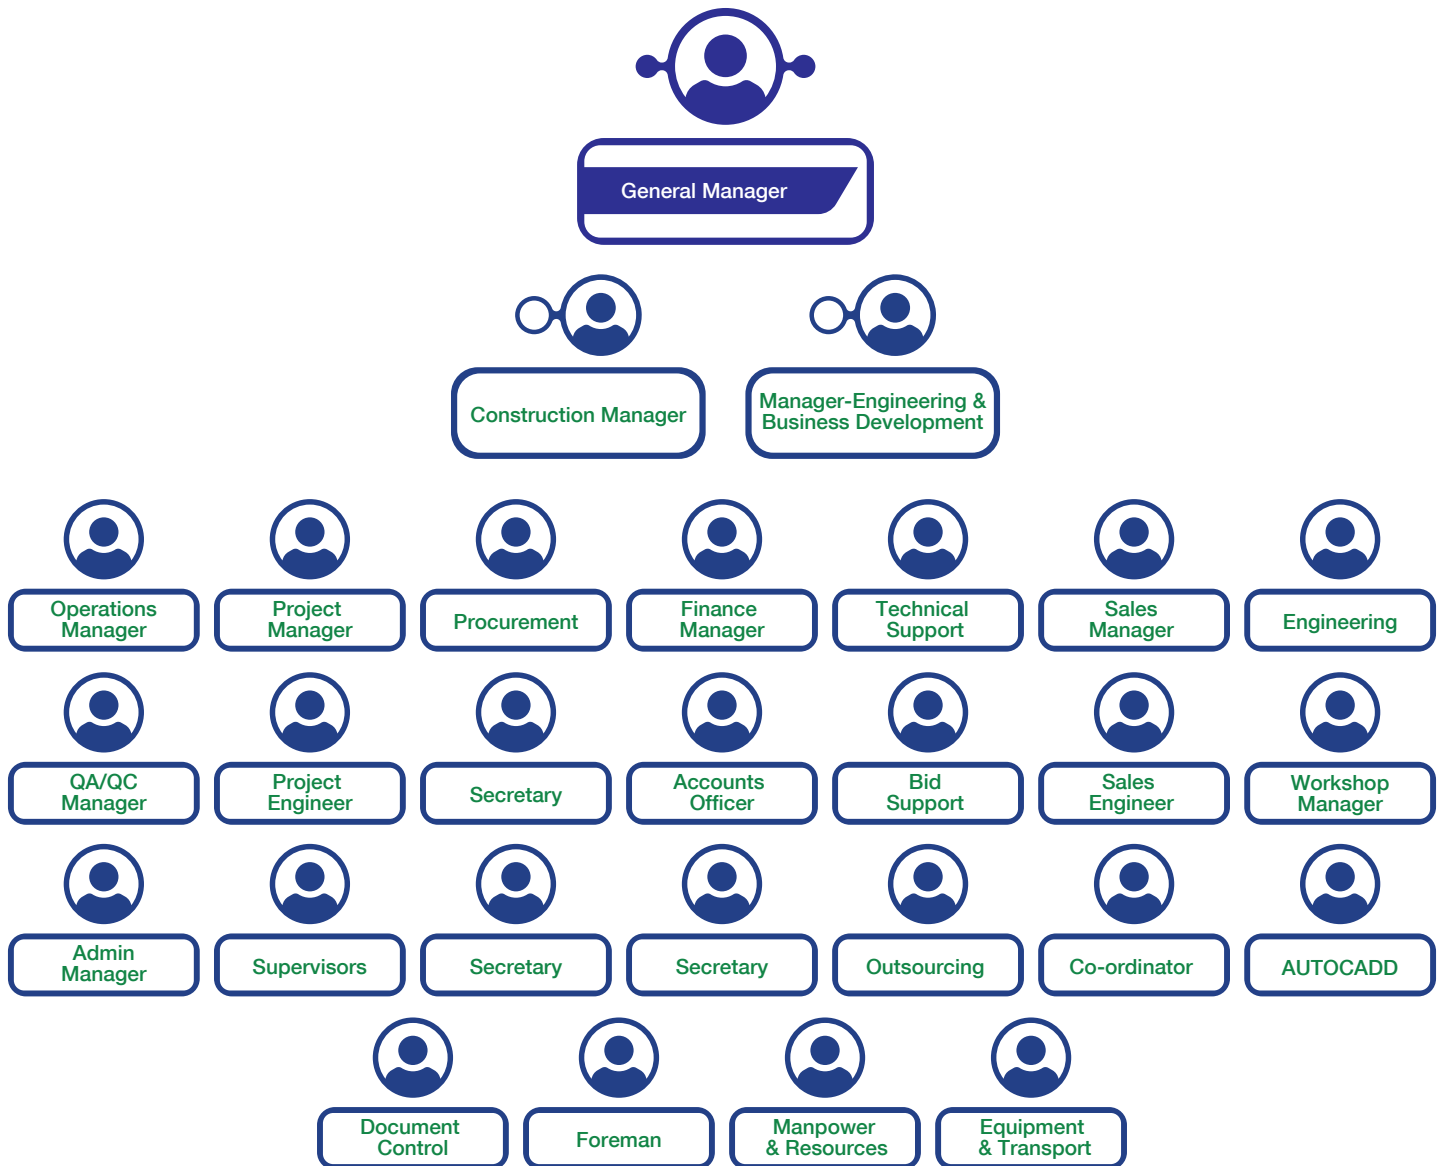 General Manager
Construction Manager
Manager-Engineering &
Business Development
Operations
Manager
Project
Manager
Procurement
Finance
Manager
Technical
Support
Sales
Manager
Engineering
QA/QC
Manager
Project
Engineer
Secretary
Accounts
Officer
Bid
Support
Sales
Engineer
Workshop
Manager
Admin
Manager
Supervisors
Secretary
Secretary
Outsourcing
Co-ordinator
AUTOCADD
Document
Control
Foreman
Manpower
& Resources
Equipment
& Transport